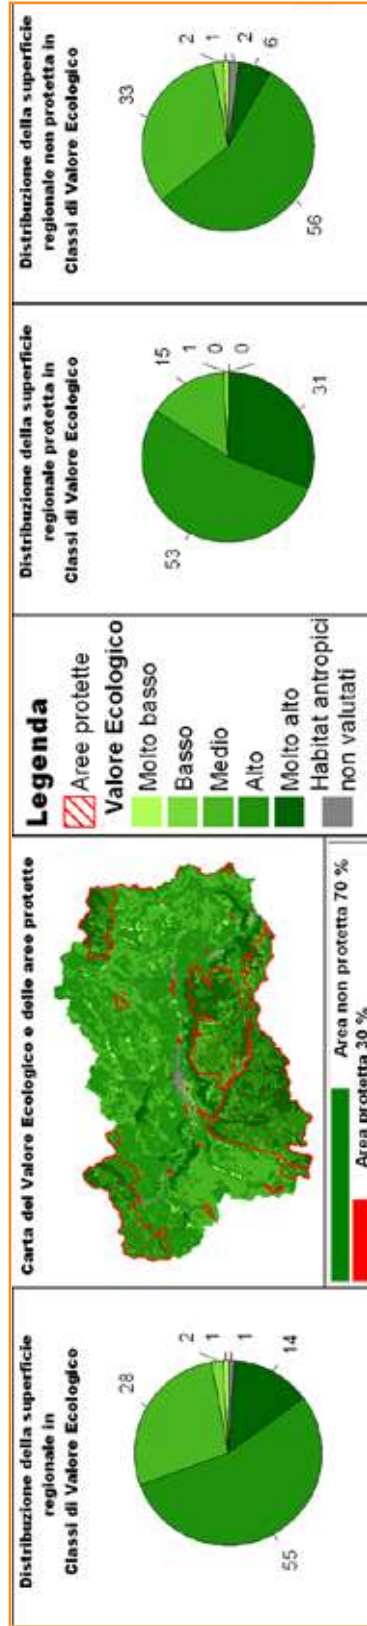 Distribuzione della superficie
regionale in
Classi di Valore Ecologico
28
2
1
1
14
55
Carta del Valore Ecologico e delle aree protette
Area non protetta 70 %
Area protetta 30 %
Legenda
Aree protette
Valore Ecologico
Molto basso
Basso
Medio
Alto
Molto alto
Habitat antropici
non valutati
Distribuzione della superficie
regionale protetta in
Classi di Valore Ecologico
15
1
0
0
31
53
Distribuzione della superficie
regionale non protetta in
Classi di Valore Ecologico
33
2
1
2
6
56